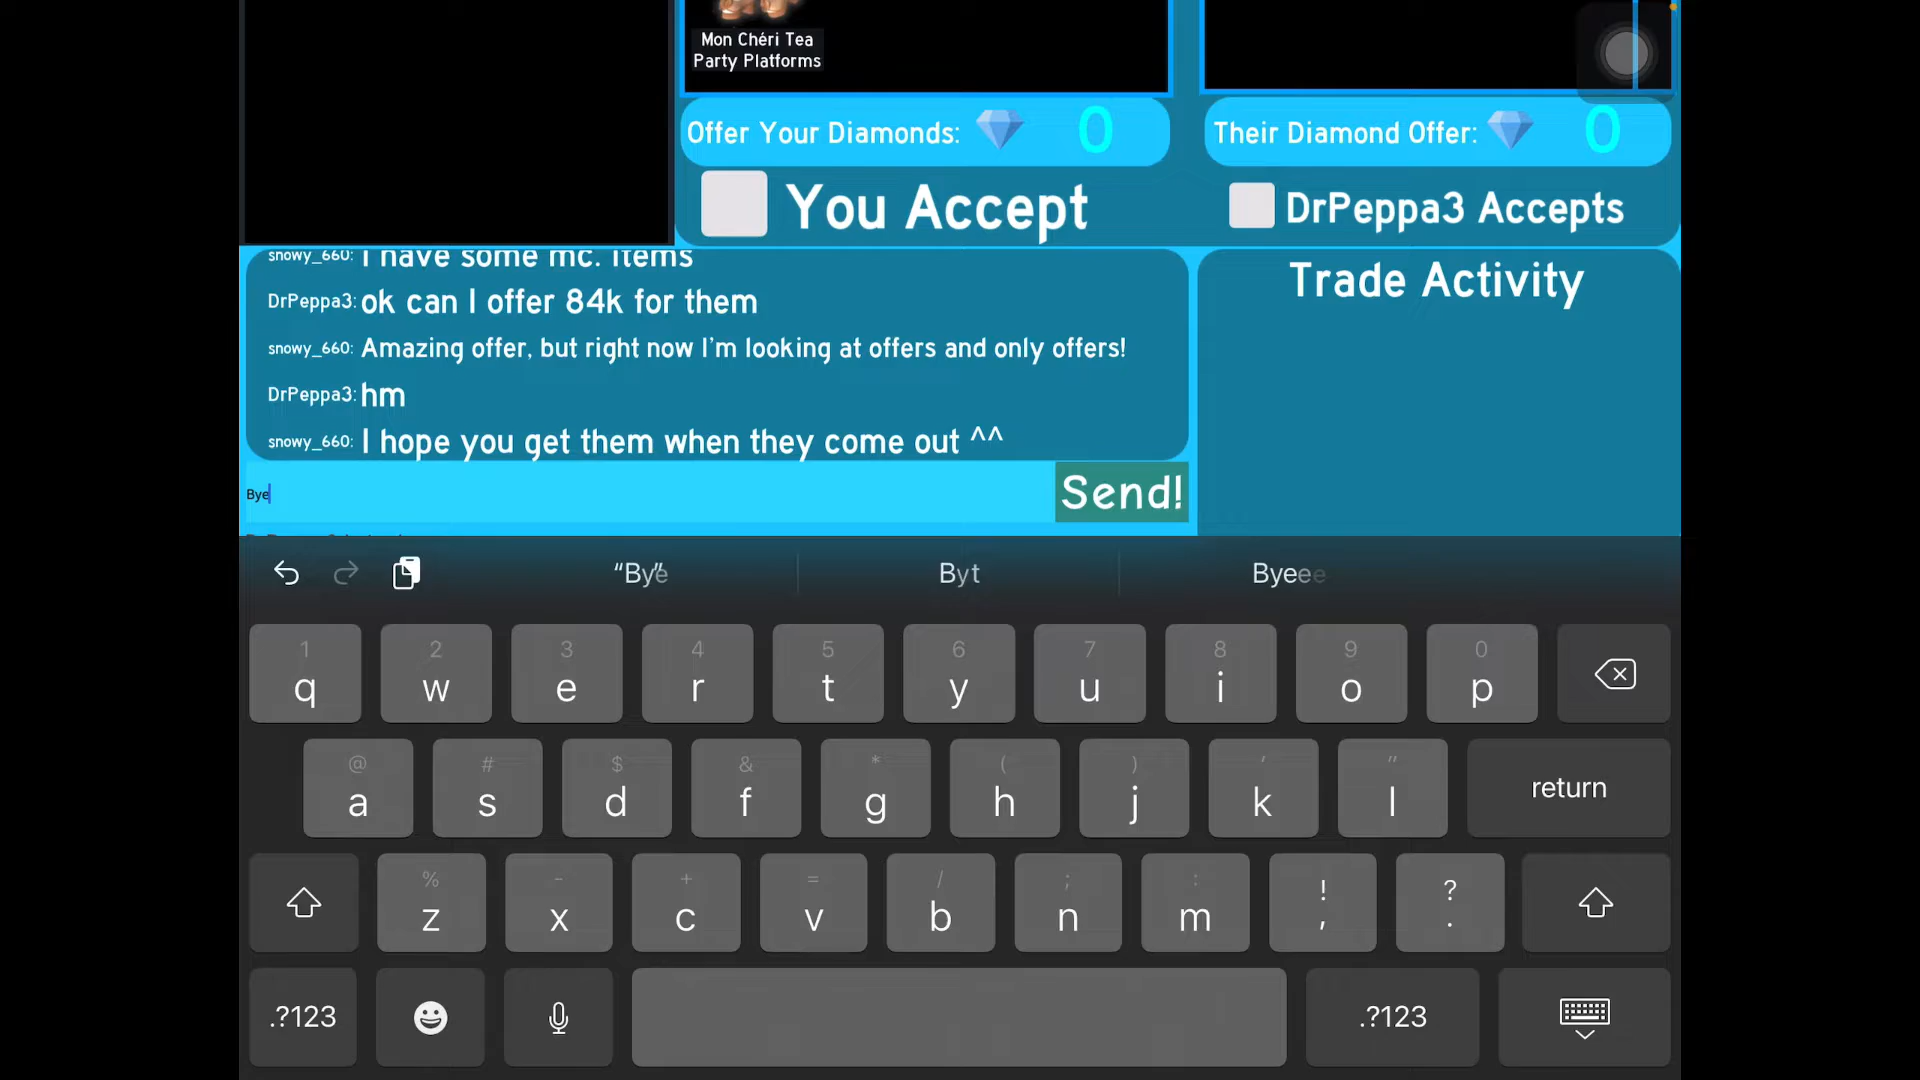 Mon Chéri Tea
Party Platforms
Offer Your Diamonds: 0
Their Diamond Offer: 0
You Accept
DrPeppa3 Accepts
snowy_660: I have some mc. items
DrPeppa3: ok can I offer 84k for them
snowy_660: Amazing offer, but right now I'm looking at offers and only offers!
DrPeppa3: hm
snowy_660: I hope you get them when they come out ^^
Trade Activity
Bye
Send!
“Bye” Byt Byeee
1 2 3 4 5 6 7 8 9 0
q w e r t y u i o p
@ # $ & * ( ) ' "
a s d f g h j k l return
% - + = / ; : ! ?
z x c v b n m , .
.?123 .?123